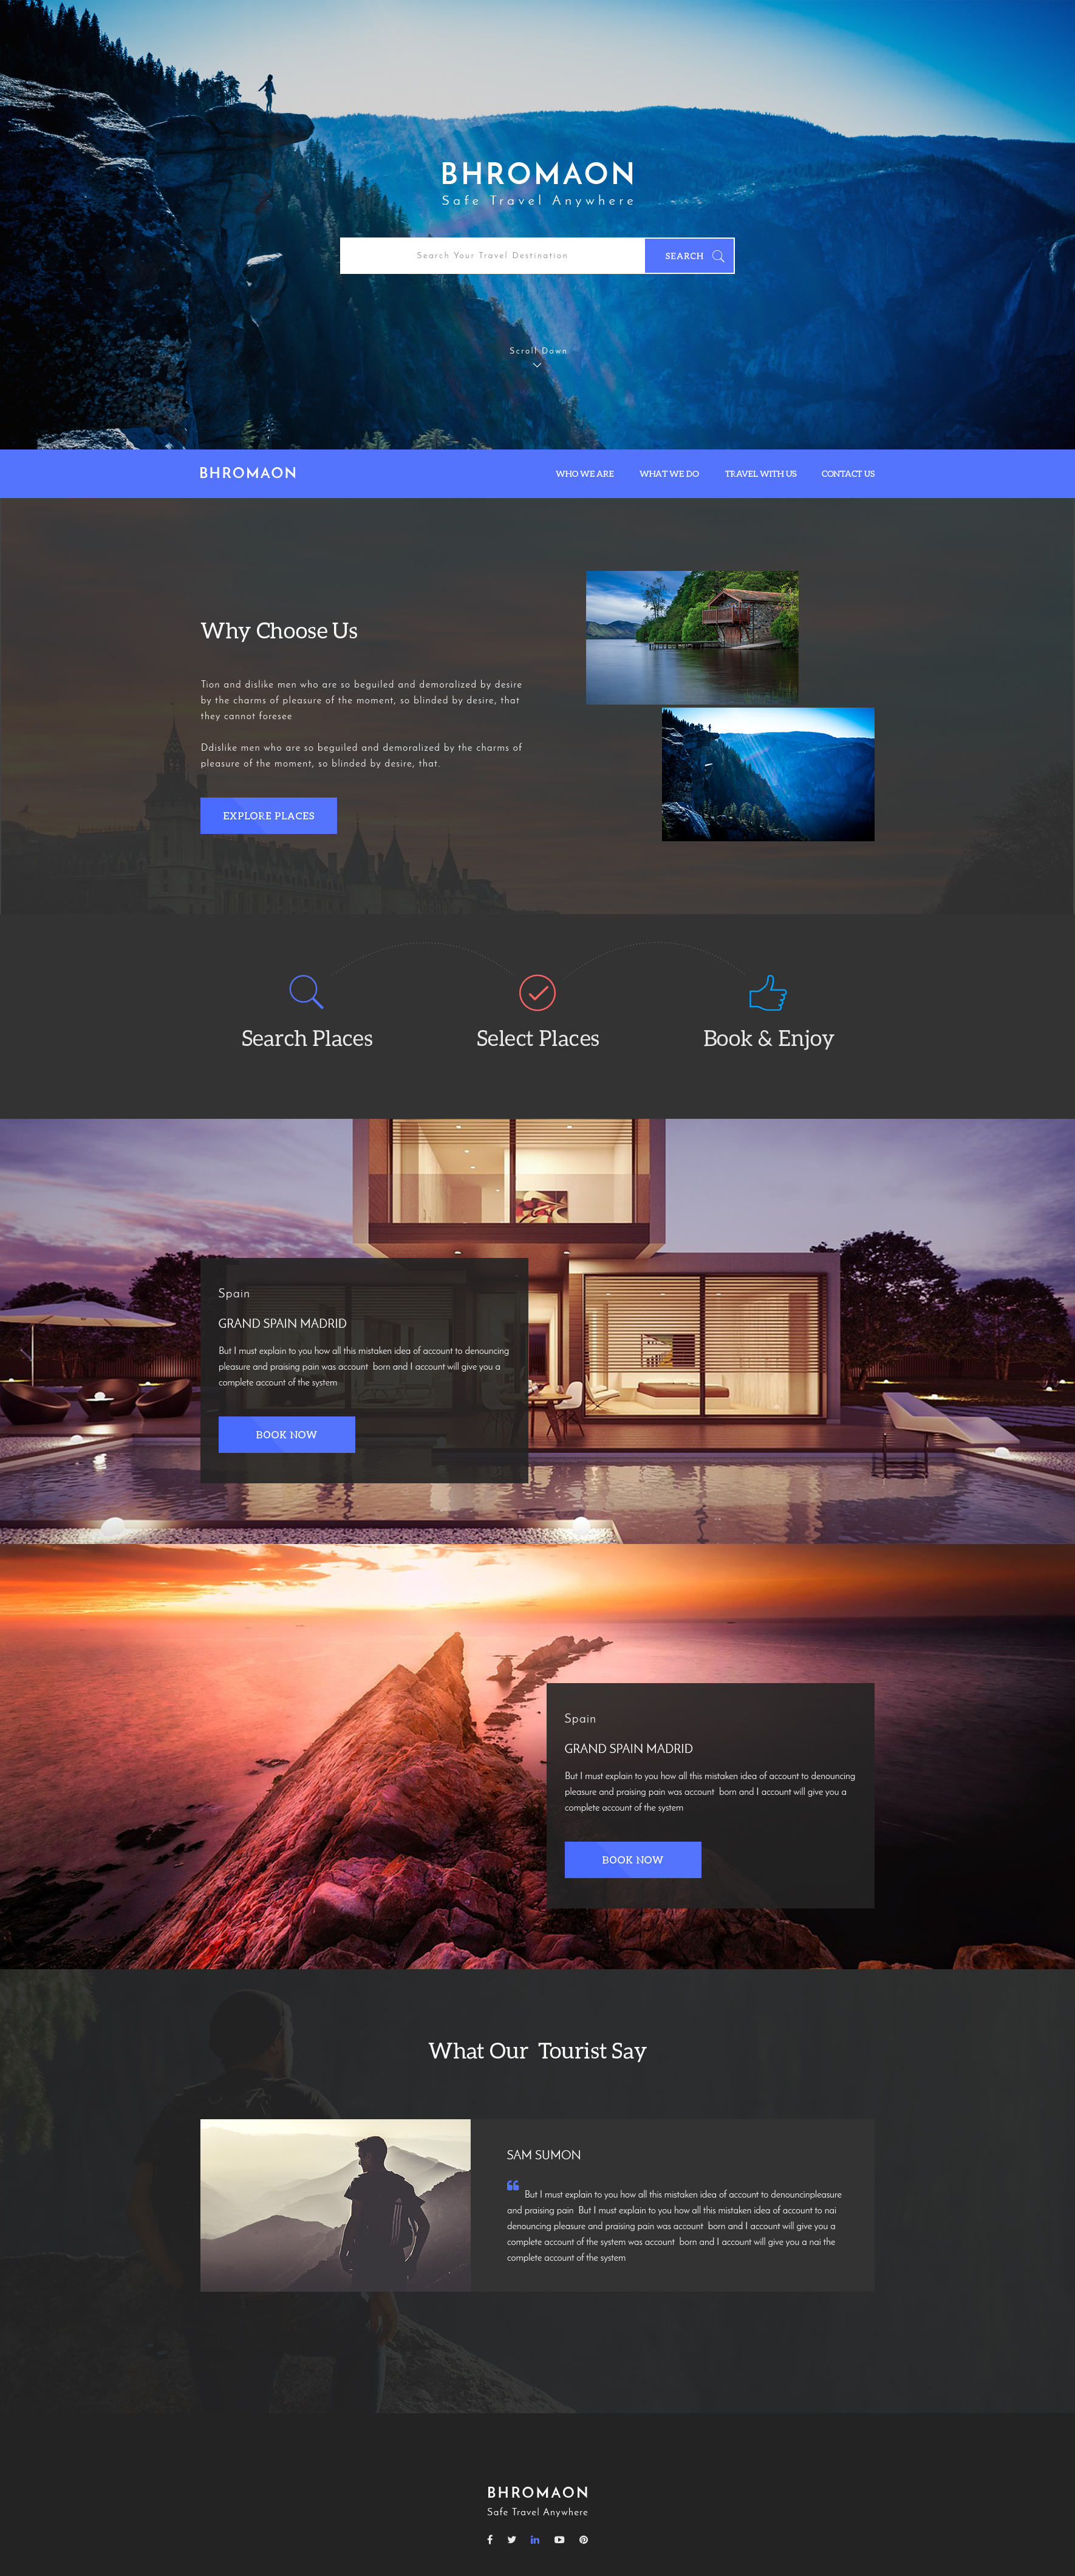 BHROMAON
Safe Travel Anywhere
Search Your Travel Destination
SEARCH
Scroll Down
BHROMAON
WHO WE ARE
WHAT WE DO
TRAVEL WITH US
CONTACT US
Why Choose Us
Tion and dislike men who are so beguiled and demoralized by desire
by the charms of pleasure of the moment, so blinded by desire, that
they cannot foresee
Ddislike men who are so beguiled and demoralized by the charms of
pleasure of the moment, so blinded by desire, that.
EXPLORE PLACES
Search Places
Select Places
Book & Enjoy
Spain
GRAND SPAIN MADRID
But I must explain to you how all this mistaken idea of account to denouncing
pleasure and praising pain was account  born and I account will give you a
complete account of the system
BOOK NOW
Spain
GRAND SPAIN MADRID
But I must explain to you how all this mistaken idea of account to denouncing
pleasure and praising pain was account  born and I account will give you a
complete account of the system
BOOK NOW
What Our  Tourist Say
SAM SUMON
“ But I must explain to you how all this mistaken idea of account to denouncinpleasure
and praising pain  But I must explain to you how all this mistaken idea of account to nai
denouncing pleasure and praising pain was account  born and I account will give you a
complete account of the system was account  born and I account will give you a nai the
complete account of the system
BHROMAON
Safe Travel Anywhere